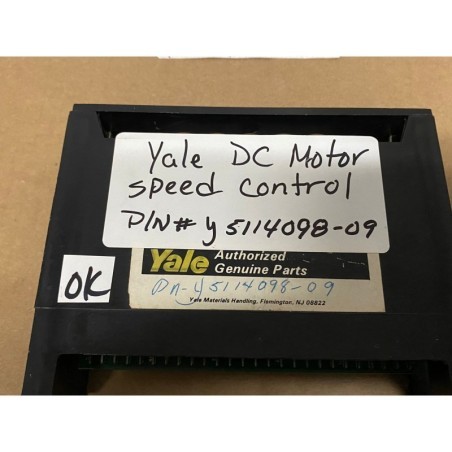 Yale DC Motor
speed control
P/N# y 5114098-09
Yale Authorized
Genuine Parts
OK
Pn-y5114098-09
Yale Materials Handling, Flemington, NJ 08822